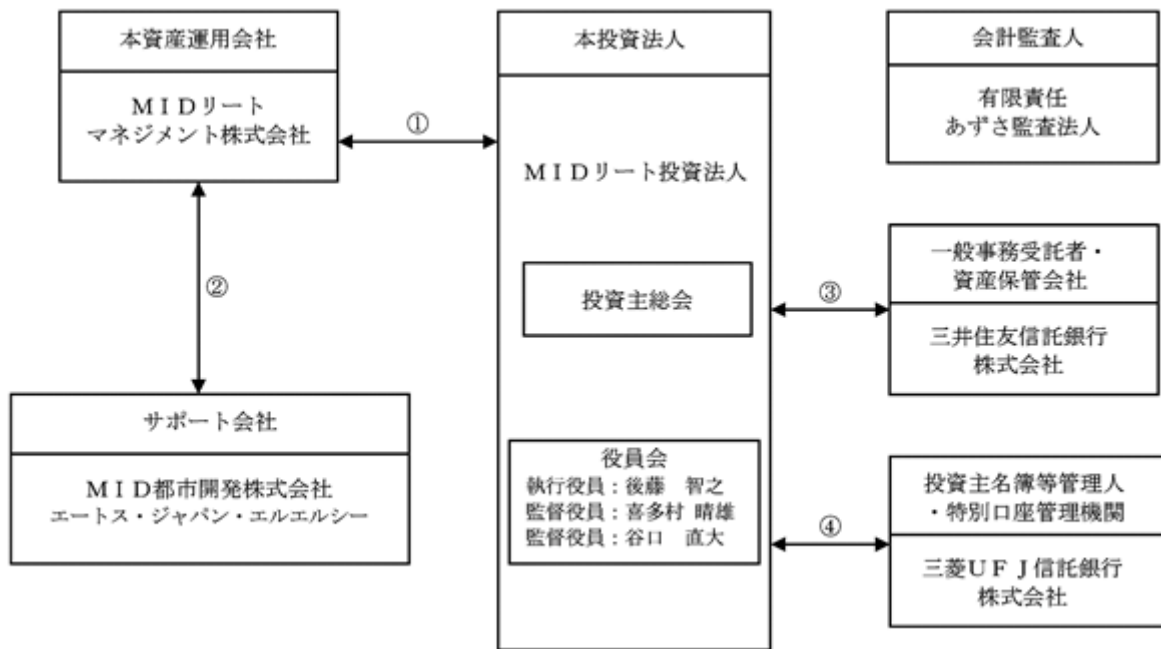 本資産運用会社
ＭＩＤリート
マネジメント株式会社
①
②
サポート会社
ＭＩＤ都市開発株式会社
エートス・ジャパン・エルエルシー
本投資法人
ＭＩＤリート投資法人
投資主総会
役員会
執行役員：後藤　智之
監督役員：喜多村 晴雄
監督役員：谷口　直大
会計監査人
有限責任
あずさ監査法人
③
一般事務受託者・
資産保管会社
三井住友信託銀行
株式会社
④
投資主名簿等管理人
・特別口座管理機関
三菱ＵＦＪ信託銀行
株式会社